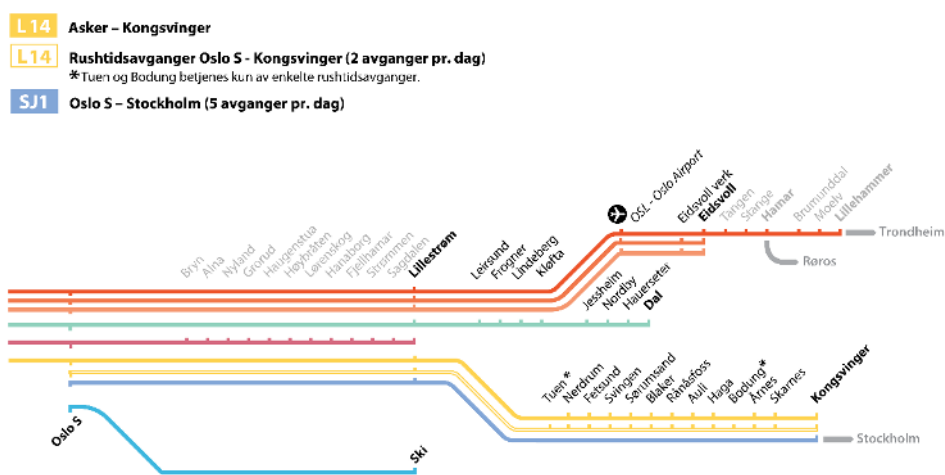 L14 Asker – Kongsvinger
L14 Rushtidsavganger Oslo S - Kongsvinger (2 avganger pr. dag)
*Tuen og Bodung betjenes kun av enkelte rushtidsavganger.
SJ1 Oslo S – Stockholm (5 avganger pr. dag)
Bryn
Alna
Nyland
Grorud
Haugenstua
Høybråten
Lørenskog
Hanaborg
Fjellhamar
Strømmen
Sagdalen
Lillestrøm
Leirsund
Frogner
Lindeberg
Kløfta
OSL - Oslo Airport
Eidsvoll verk
Eidsvoll
Tangen
Stange
Hamar
Brumunddal
Moelv
Lillehammer
Trondheim
Røros
Jessheim
Nordby
Hauerseter
Dal
Tuen*
Nerdrum
Fetsund
Svingen
Sørumsand
Blaker
Rånåsfoss
Auli
Haga
Bodung*
Årnes
Skarnes
Kongsvinger
Stockholm
Oslo S
Ski